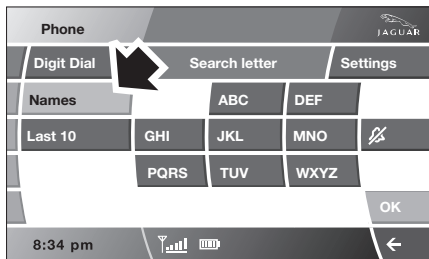 Phone JAGUAR
Digit Dial Search letter Settings
Names ABC DEF
Last 10 GHI JKL MNO
PQRS TUV WXYZ
OK
8:34 pm